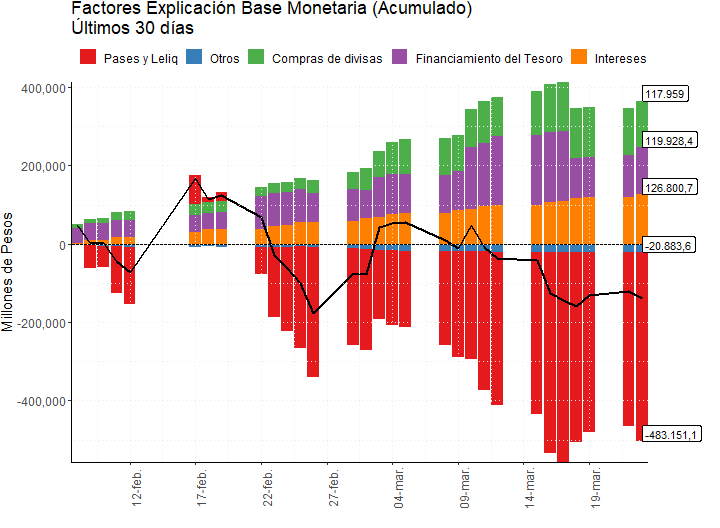 Factores Explicación Base Monetaria (Acumulado)
Últimos 30 días
Pases y Leliq Otros Compras de divisas Financiamiento del Tesoro Intereses
Millones de Pesos
400,000
200,000
0
-200,000
-400,000
117.959
119.928,4
126.800,7
-20.883,6
-483.151,1
12-feb.
17-feb.
22-feb.
27-feb.
04-mar.
09-mar.
14-mar.
19-mar.